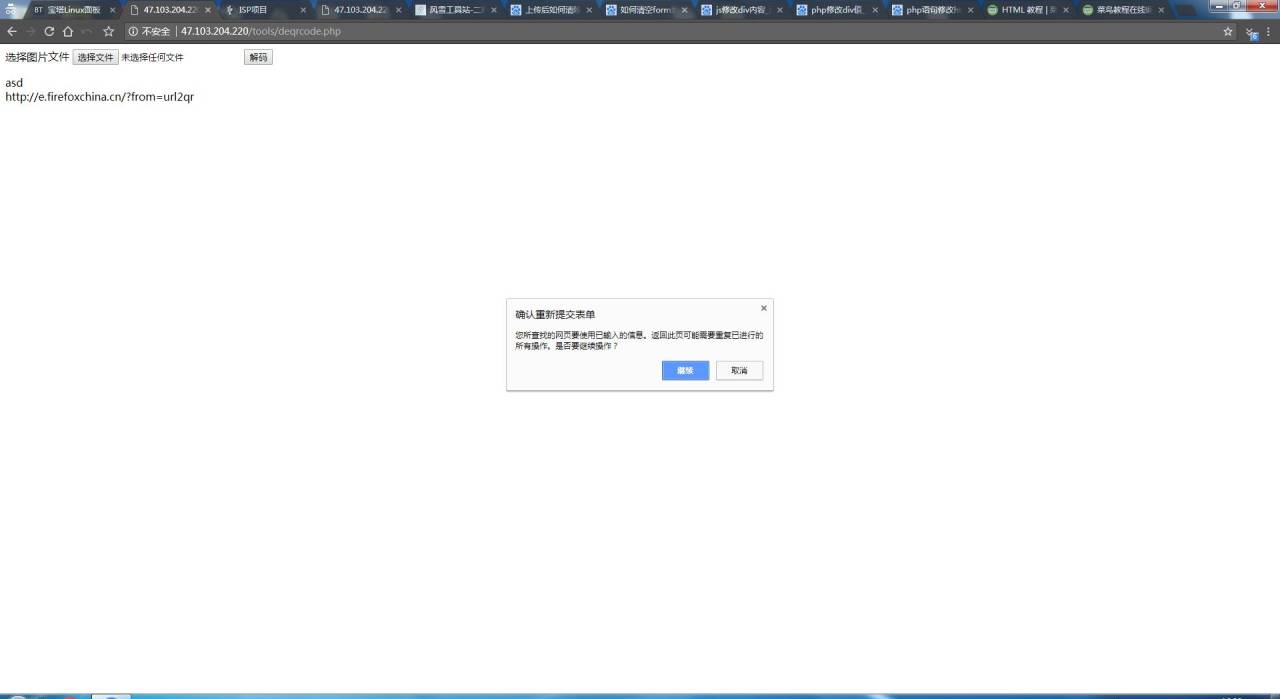 BT 宝塔Linux面板
47.103.204.22
ISP项目
47.103.204.22
风雪工具站-二
上传后如何清
如何清空form
js修改div内容
php修改div值
php语句修改
HTML 教程 |
菜鸟教程在线
不安全 | 47.103.204.220/tools/deqrcode.php
选择图片文件 选择文件 未选择任何文件 解码
asd
http://e.firefoxchina.cn/?from=url2qr
确认重新提交表单
您所查找的网页要使用已输入的信息。返回此页可能需要重复已进行的
所有操作。是否要继续操作？
继续 取消